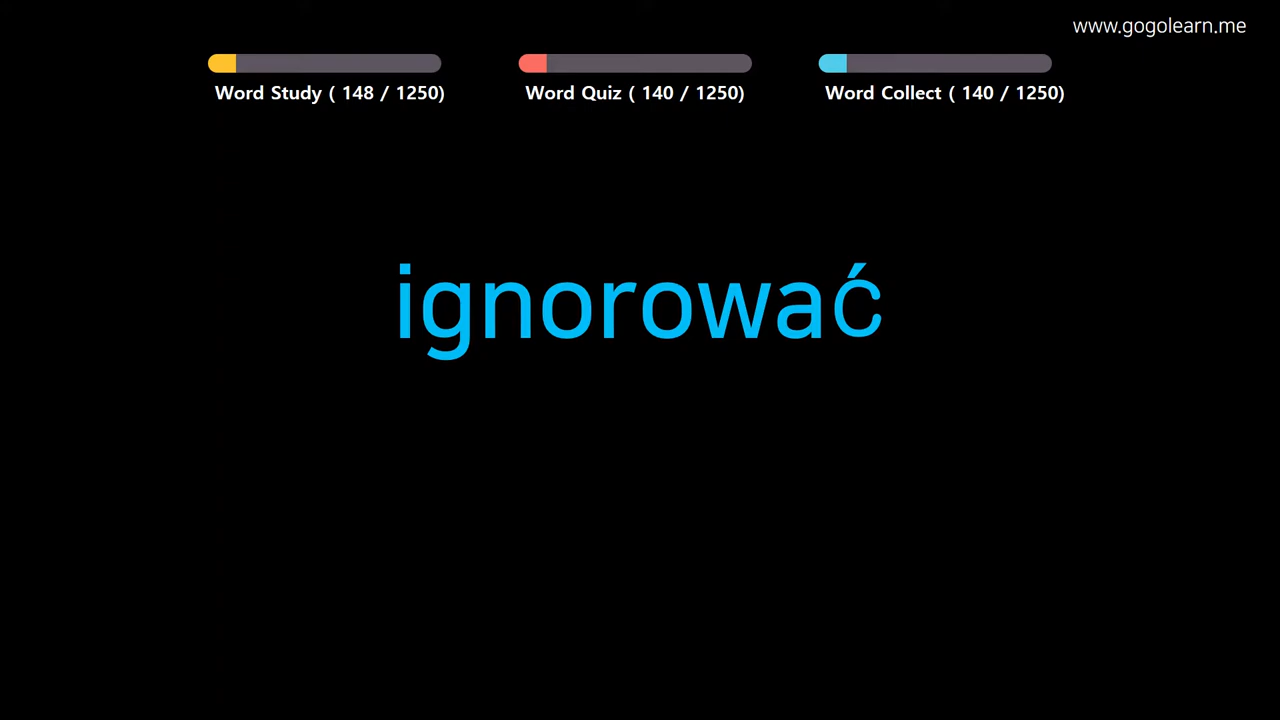 www.gogolearn.me
Word Study ( 148 / 1250)
Word Quiz ( 140 / 1250)
Word Collect ( 140 / 1250)
ignorować